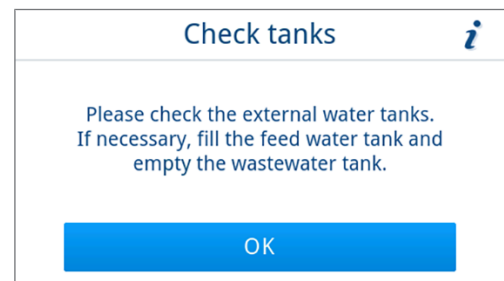 Check tanks
i
Please check the external water tanks.
If necessary, fill the feed water tank and
empty the wastewater tank.
OK